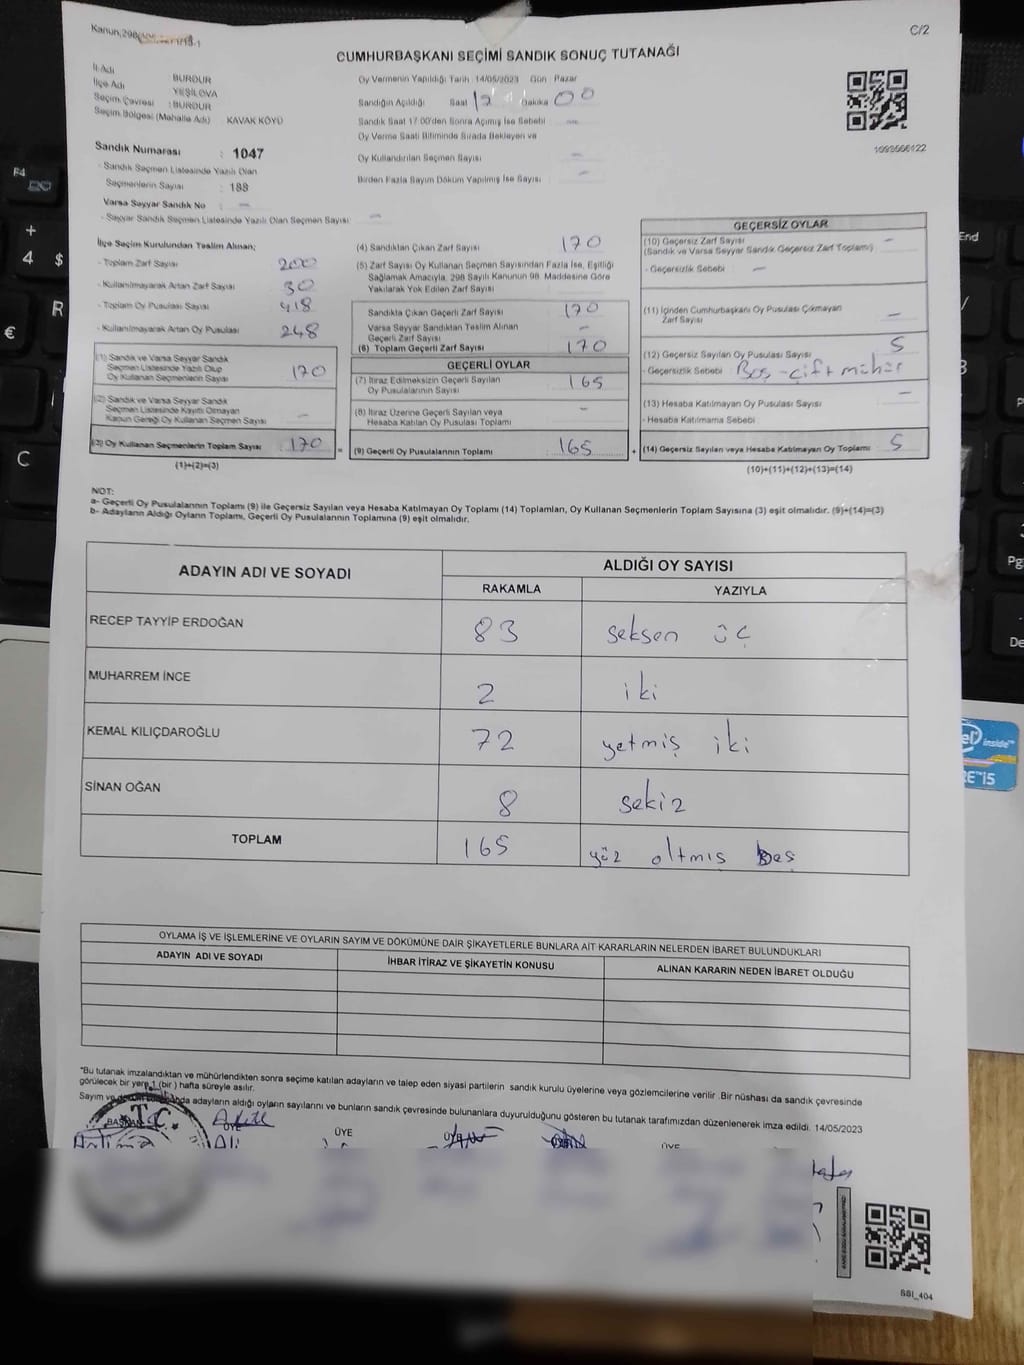 C/2
CUMHURBAŞKANI SEÇİMİ SANDIK SONUÇ TUTANAĞI
İl Adı BURDUR
İlçe Adı YEŞİLOVA
Seçim Çevresi : BURDUR
Seçim Bölgesi (Mahalle Adı) KAVAK KÖYÜ
Oy Vermenin Yapıldığı Tarih 14/05/2023 Gün Pazar
Sandığın Açıldığı Saat 17 Dakika 00
Sandık Saat 17:00'den Sonra Açmış İse Sebebi —
Oy Verme Saati Bitiminde Sırada Bekleyen ve
Oy Kullandırılan Seçmen Sayısı —
Birden Fazla Sayım Döküm Yapılmış İse Sayısı —
1093566122
Sandık Numarası : 1047
- Sandık Seçmen Listesinde Yazılı Olan
Seçmenlerin Sayısı : 188
Varsa Seyyar Sandık No —
- Seyyar Sandık Seçmen Listesinde Yazılı Olan Seçmen Sayısı: —
İlçe Seçim Kurulundan Teslim Alınan;
- Toplam Zarf Sayısı 200
- Kullanılmayarak Artan Zarf Sayısı 30
- Toplam Oy Pusulası Sayısı 418
- Kullanılmayarak Artan Oy Pusulası 248
(1) Sandık ve Varsa Seyyar Sandık
Seçmen Listesinde Yazılı Olup
Oy Kullanan Seçmenlerin Sayısı 170
(2) Sandık ve Varsa Seyyar Sandık
Seçmen Listesinde Kayıtlı Olmayan
Kanun Gereği Oy Kullanan Seçmen Sayısı —
(3) Oy Kullanan Seçmenlerin Toplam Sayısı : 170
(1)+(2)=(3)
(4) Sandıktan Çıkan Zarf Sayısı 170
(5) Zarf Sayısı Oy Kullanan Seçmen Sayısından Fazla İse, Eşitliği
Sağlamak Amacıyla, 298 Sayılı Kanunun 98. Maddesine Göre
Yakılarak Yok Edilen Zarf Sayısı
Sandıkta Çıkan Geçerli Zarf Sayısı 170
Varsa Seyyar Sandıktan Teslim Alınan
Geçerli Zarf Sayısı —
(6) Toplam Geçerli Zarf Sayısı 170
GEÇERLİ OYLAR
(7) İtiraz Edilmeksizin Geçerli Sayılan
Oy Pusulalarının Sayısı 165
(8) İtiraz Üzerine Geçerli Sayılan veya
Hesaba Katılan Oy Pusulası Toplamı —
= (9) Geçerli Oy Pusulalarının Toplamı : 165
GEÇERSİZ OYLAR
(10) Geçersiz Zarf Sayısı —
(Sandık ve Varsa Seyyar Sandık Geçersiz Zarf Toplamı)
- Geçersizlik Sebebi —
(11) İçinden Cumhurbaşkanı Oy Pusulası Çıkmayan
Zarf Sayısı —
(12) Geçersiz Sayılan Oy Pusulası Sayısı 5
- Geçersizlik Sebebi : Boş - çift mühür
(13) Hesaba Katılmayan Oy Pusulası Sayısı —
- Hesaba Katılmama Sebebi
+ (14) Geçersiz Sayılan veya Hesaba Katılmayan Oy Toplamı : 5
(10)+(11)+(12)+(13)=(14)
NOT:
a- Geçerli Oy Pusulalarının Toplamı (9) ile Geçersiz Sayılan veya Hesaba Katılmayan Oy Toplamı (14) Toplamları, Oy Kullanan Seçmenlerin Toplam Sayısına (3) eşit olmalıdır. (9)+(14)=(3)
b- Adayların Aldığı Oyların Toplamı, Geçerli Oy Pusulalarının Toplamına (9) eşit olmalıdır.
ADAYIN ADI VE SOYADI ALDIĞI OY SAYISI
RAKAMLA YAZIYLA
RECEP TAYYİP ERDOĞAN 83 seksen üç
MUHARREM İNCE 2 iki
KEMAL KILIÇDAROĞLU 72 yetmiş iki
SİNAN OĞAN 8 sekiz
TOPLAM 165 yüz altmış beş
OYLAMA İŞ VE İŞLEMLERİNE VE OYLARIN SAYIM VE DÖKÜMÜNE DAİR ŞİKAYETLERLE BUNLARA AİT KARARLARIN NELERDEN İBARET BULUNDUKLARI
ADAYIN ADI VE SOYADI İHBAR İTİRAZ VE ŞİKAYETİN KONUSU ALINAN KARARIN NEDEN İBARET OLDUĞU
"Bu tutanak imzalandıktan ve mühürlendikten sonra seçime katılan adayların ve talep eden siyasi partilerin sandık kurulu üyelerine veya gözlemcilerine verilir .Bir nüshası da sandık çevresinde
görülecek bir yere 1 (bir ) hafta süreyle asılır.
Sayım ve adayların aldığı oyların sayılarını ve bunların sandık çevresinde bulunanlara duyurulduğunu gösteren bu tutanak tarafımızdan düzenlenerek imza edildi. 14/05/2023
BAŞKAN T.C. ÜYE ÜYE
Ali
SSI_404
F4
+
4 $
€
R
C
End
intel inside™
CORE™ i5